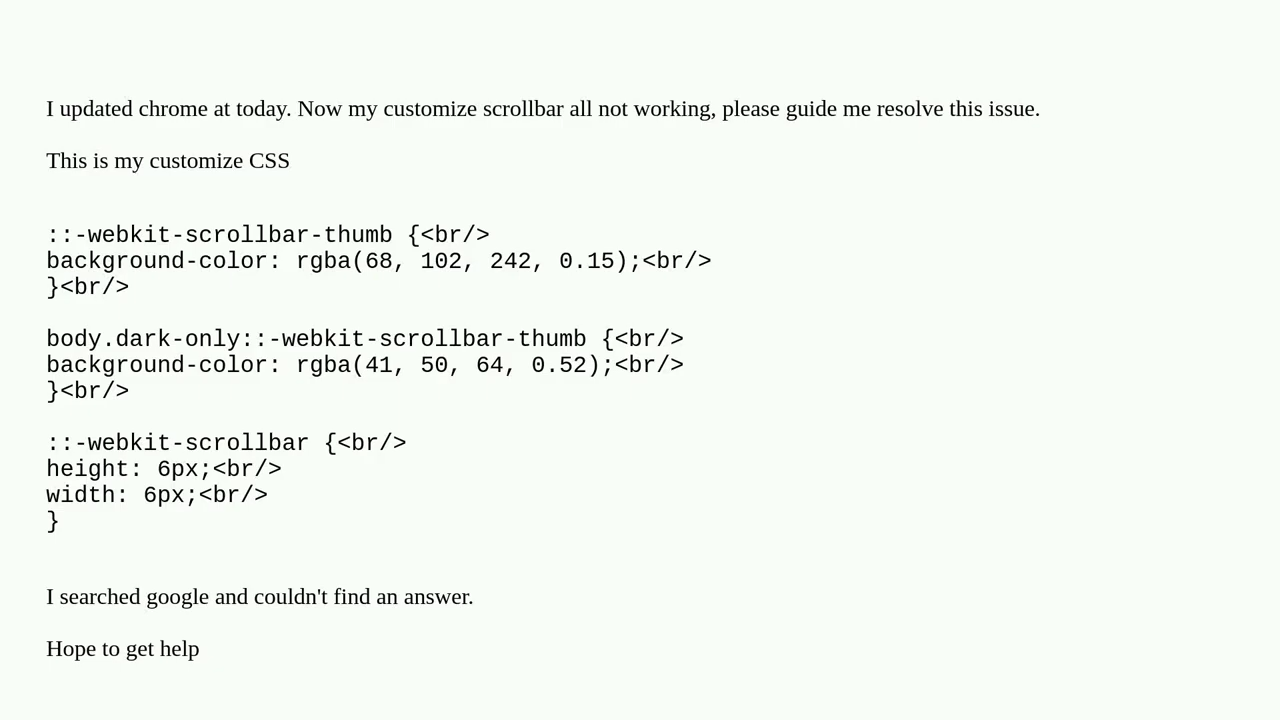 I updated chrome at today. Now my customize scrollbar all not working, please guide me resolve this issue.
This is my customize CSS
::-webkit-scrollbar-thumb {<br/>
background-color: rgba(68, 102, 242, 0.15);<br/>
}<br/>
body.dark-only::-webkit-scrollbar-thumb {<br/>
background-color: rgba(41, 50, 64, 0.52);<br/>
}<br/>
::-webkit-scrollbar {<br/>
height: 6px;<br/>
width: 6px;<br/>
}
I searched google and couldn't find an answer.
Hope to get help